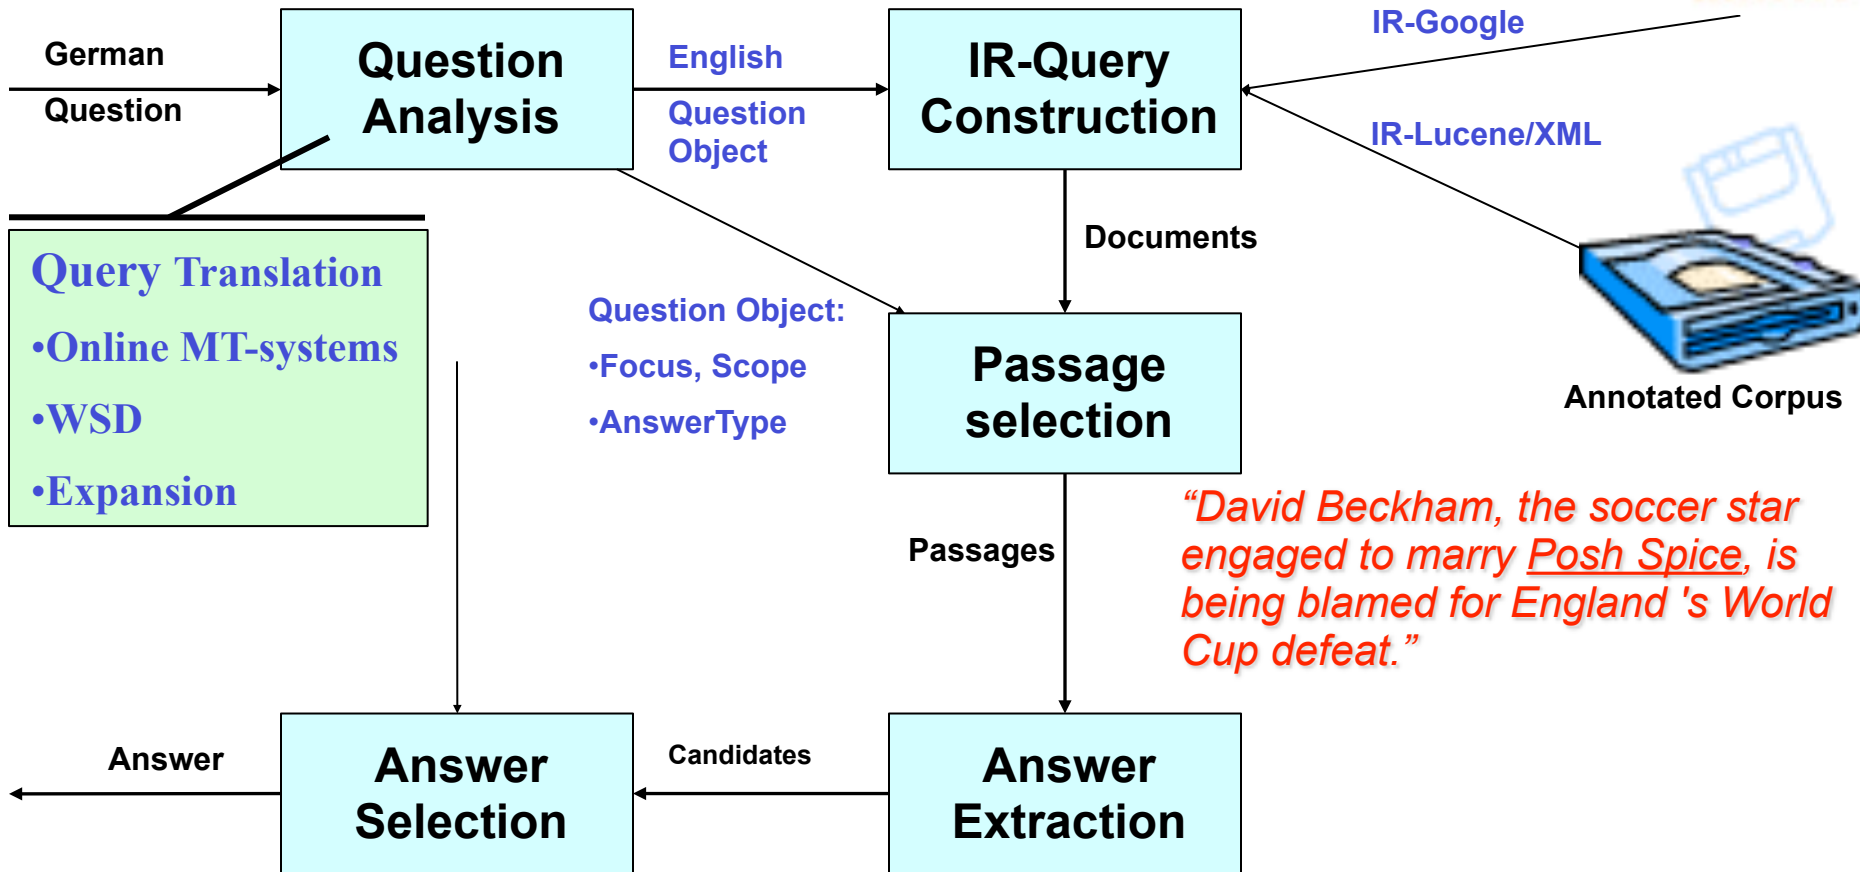 German
Question
Question
Analysis
English
Question
Object
IR-Query
Construction
IR-Google
IR-Lucene/XML
Documents
Query Translation
•Online MT-systems
•WSD
•Expansion
Question Object:
•Focus, Scope
•AnswerType
Passage
selection
Annotated Corpus
Passages
“David Beckham, the soccer star
engaged to marry Posh Spice, is
being blamed for England 's World
Cup defeat.”
Answer
Answer
Selection
Candidates
Answer
Extraction